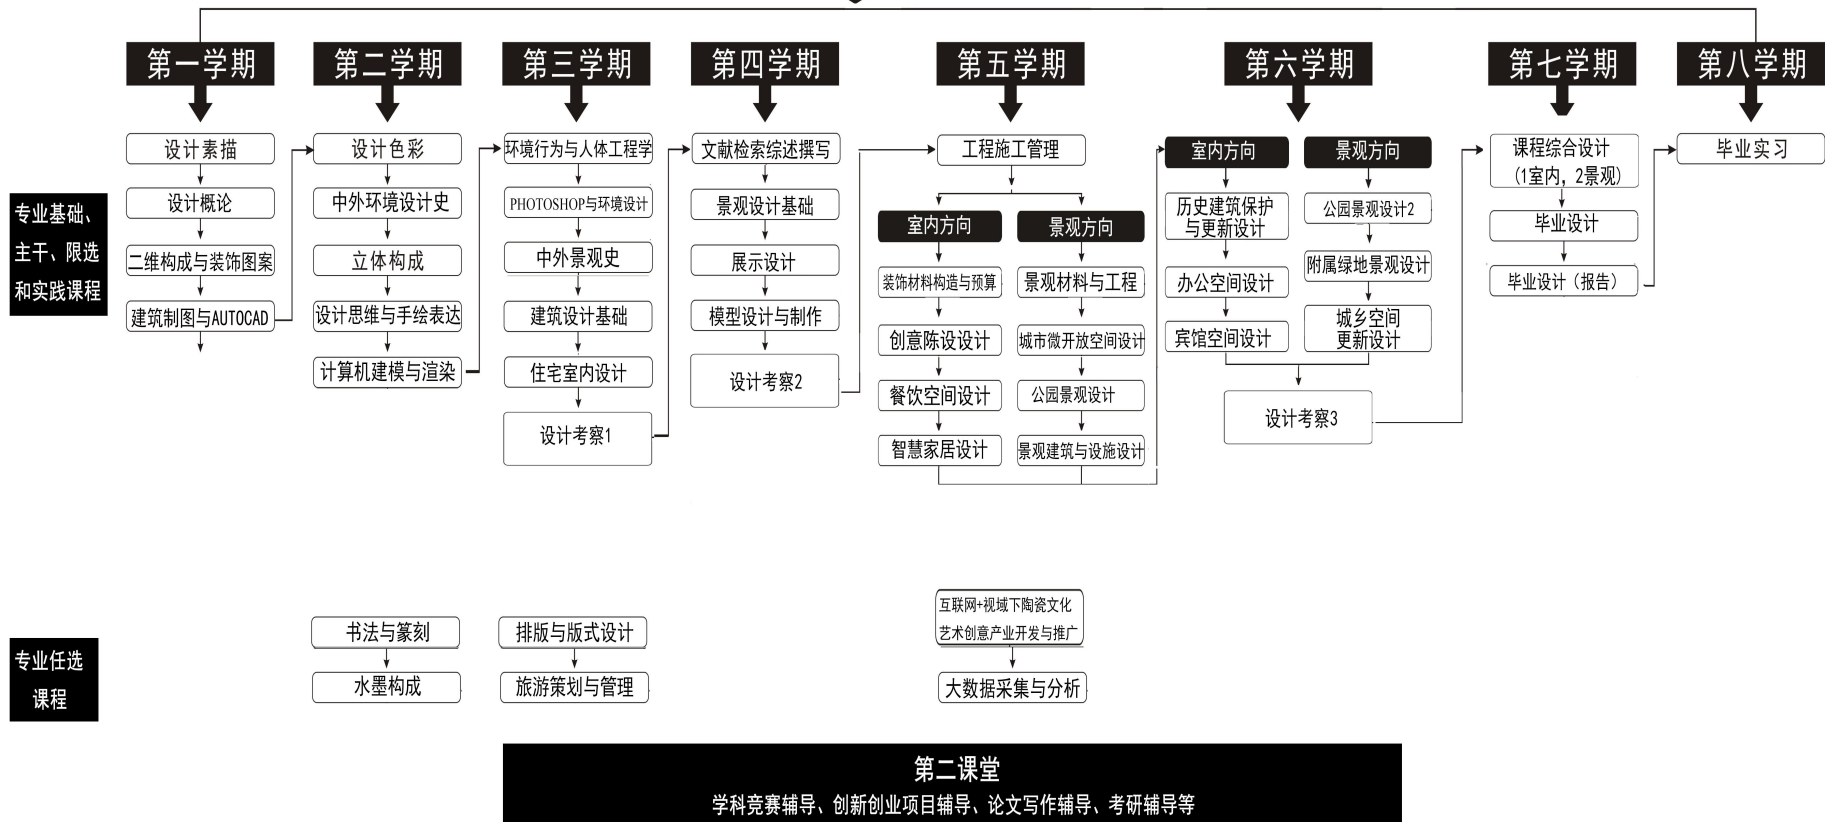 第一学期
第二学期
第三学期
第四学期
第五学期
第六学期
第七学期
第八学期
专业基础、
主干、限选
和实践课程
设计素描
设计概论
二维构成与装饰图案
建筑制图与AUTOCAD
设计色彩
中外环境设计史
立体构成
设计思维与手绘表达
计算机建模与渲染
环境行为与人体工程学
PHOTOSHOP与环境设计
中外景观史
建筑设计基础
住宅室内设计
设计考察1
文献检索综述撰写
景观设计基础
展示设计
模型设计与制作
设计考察2
工程施工管理
室内方向
装饰材料构造与预算
创意陈设设计
餐饮空间设计
智慧家居设计
景观方向
景观材料与工程
城市微开放空间设计
公园景观设计
景观建筑与设施设计
室内方向
历史建筑保护
与更新设计
办公空间设计
宾馆空间设计
景观方向
公园景观设计2
附属绿地景观设计
城乡空间
更新设计
设计考察3
课程综合设计
(1室内，2景观)
毕业设计
毕业设计（报告）
毕业实习
专业任选
课程
书法与篆刻
水墨构成
排版与版式设计
旅游策划与管理
互联网+视域下陶瓷文化
艺术创意产业开发与推广
大数据采集与分析
第二课堂
学科竞赛辅导、创新创业项目辅导、论文写作辅导、考研辅导等